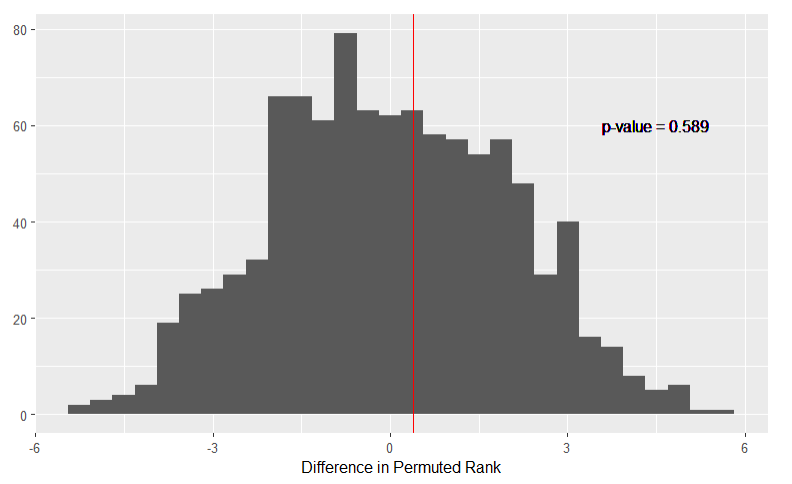 80
60
p-value = 0.589
40
20
0
-6 -3 0 3 6
Difference in Permuted Rank